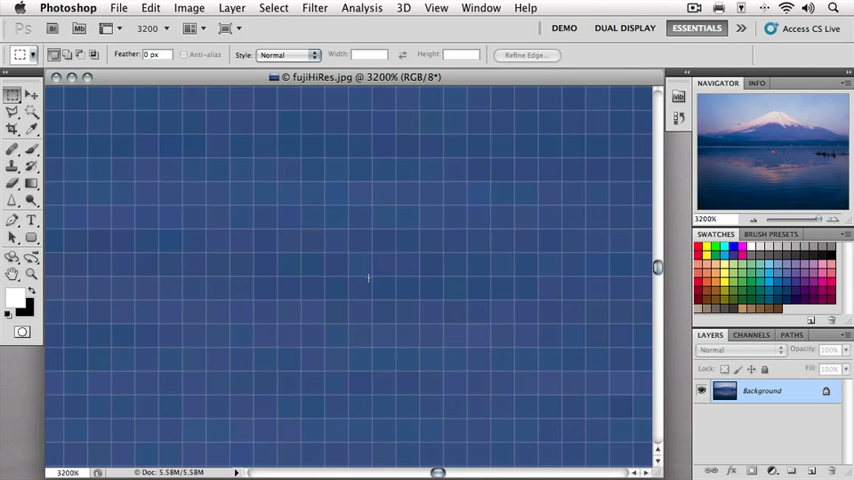 Photoshop File Edit Image Layer Select Filter Analysis 3D View Window Help
Ps Br Mb 3200 DEMO DUAL DISPLAY ESSENTIALS Access CS Live
Feather: 0 px Anti-alias Style: Normal Width: Height: Refine Edge...
© fujiHiRes.jpg @ 3200% (RGB/8*)
NAVIGATOR INFO
Mb
3200%
SWATCHES BRUSH PRESETS
T
LAYERS CHANNELS PATHS
Normal Opacity: 100%
Lock: Fill: 100%
Background
3200% Doc: 5.58M/5.58M
fx